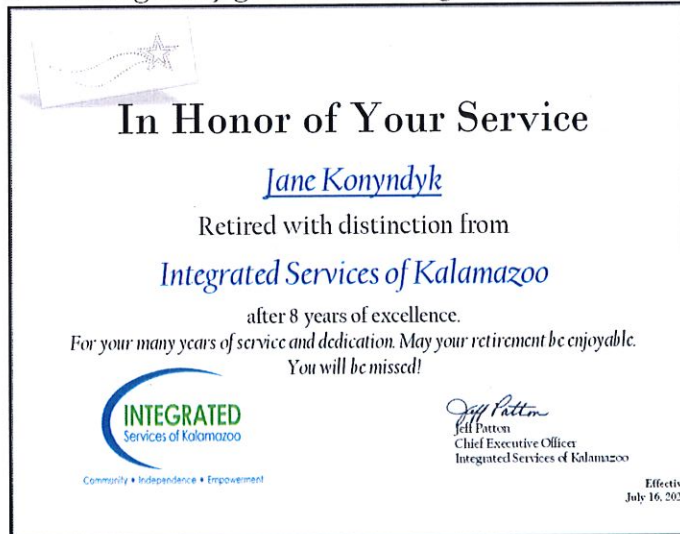 In Honor of Your Service
Jane Konyndyk
Retired with distinction from
Integrated Services of Kalamazoo
after 8 years of excellence.
For your many years of service and dedication. May your retirement be enjoyable.
You will be missed!
INTEGRATED
Services of Kalamazoo
Community • Independence • Empowerment
Jeff Patton
Jeff Patton
Chief Executive Officer
Integrated Services of Kalamazoo
July 16,